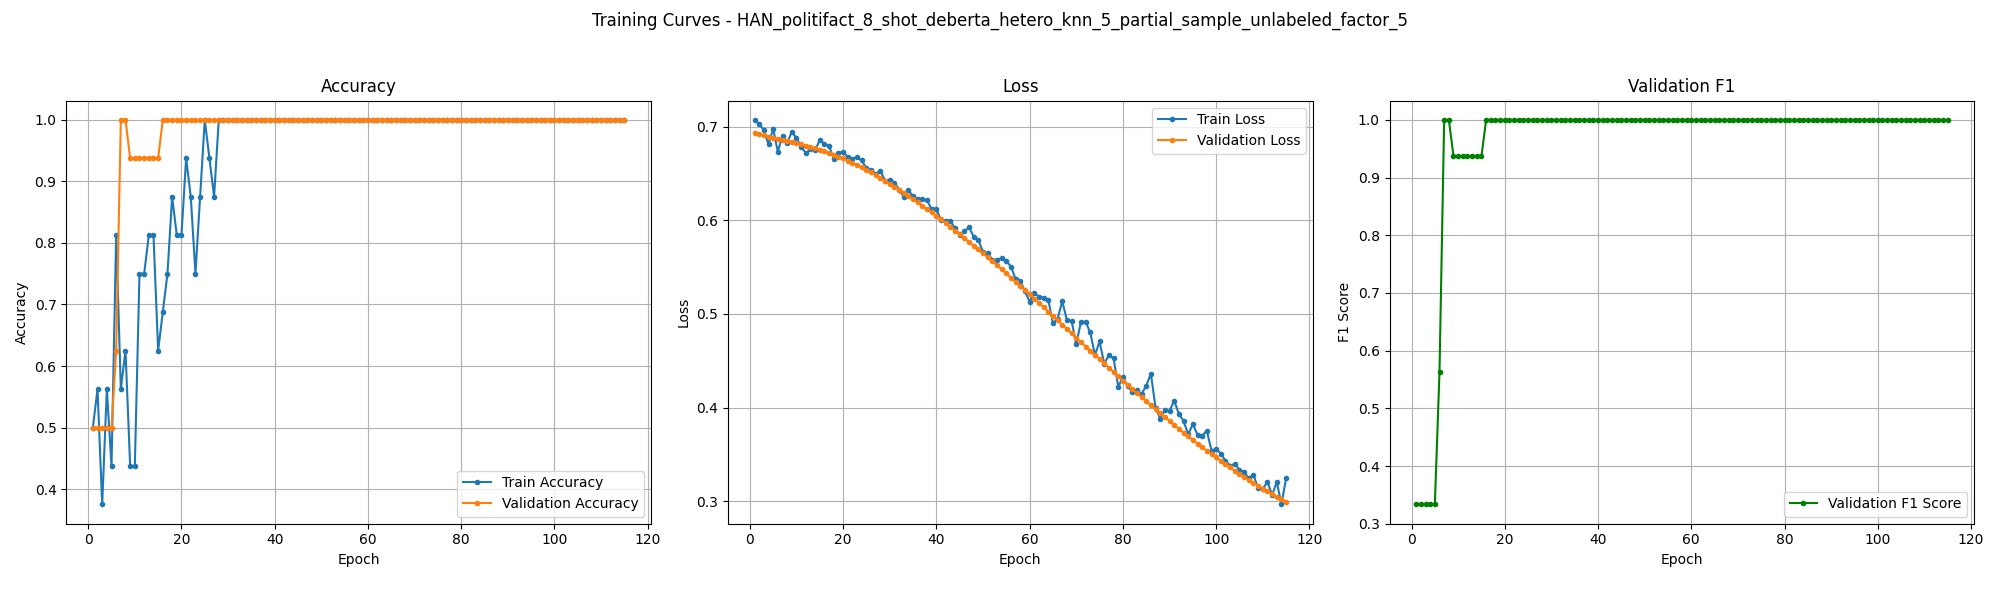 Training Curves - HAN_politifact_8_shot_deberta_hetero_knn_5_partial_sample_unlabeled_factor_5
Accuracy
1.0
0.9
0.8
0.7
0.6
0.5
0.4
Accuracy
Train Accuracy
Validation Accuracy
0 20 40 60 80 100 120
Epoch
Loss
0.7
0.6
0.5
0.4
0.3
Loss
Train Loss
Validation Loss
0 20 40 60 80 100 120
Epoch
Validation F1
1.0
0.9
0.8
0.7
0.6
0.5
0.4
0.3
F1 Score
Validation F1 Score
0 20 40 60 80 100 120
Epoch